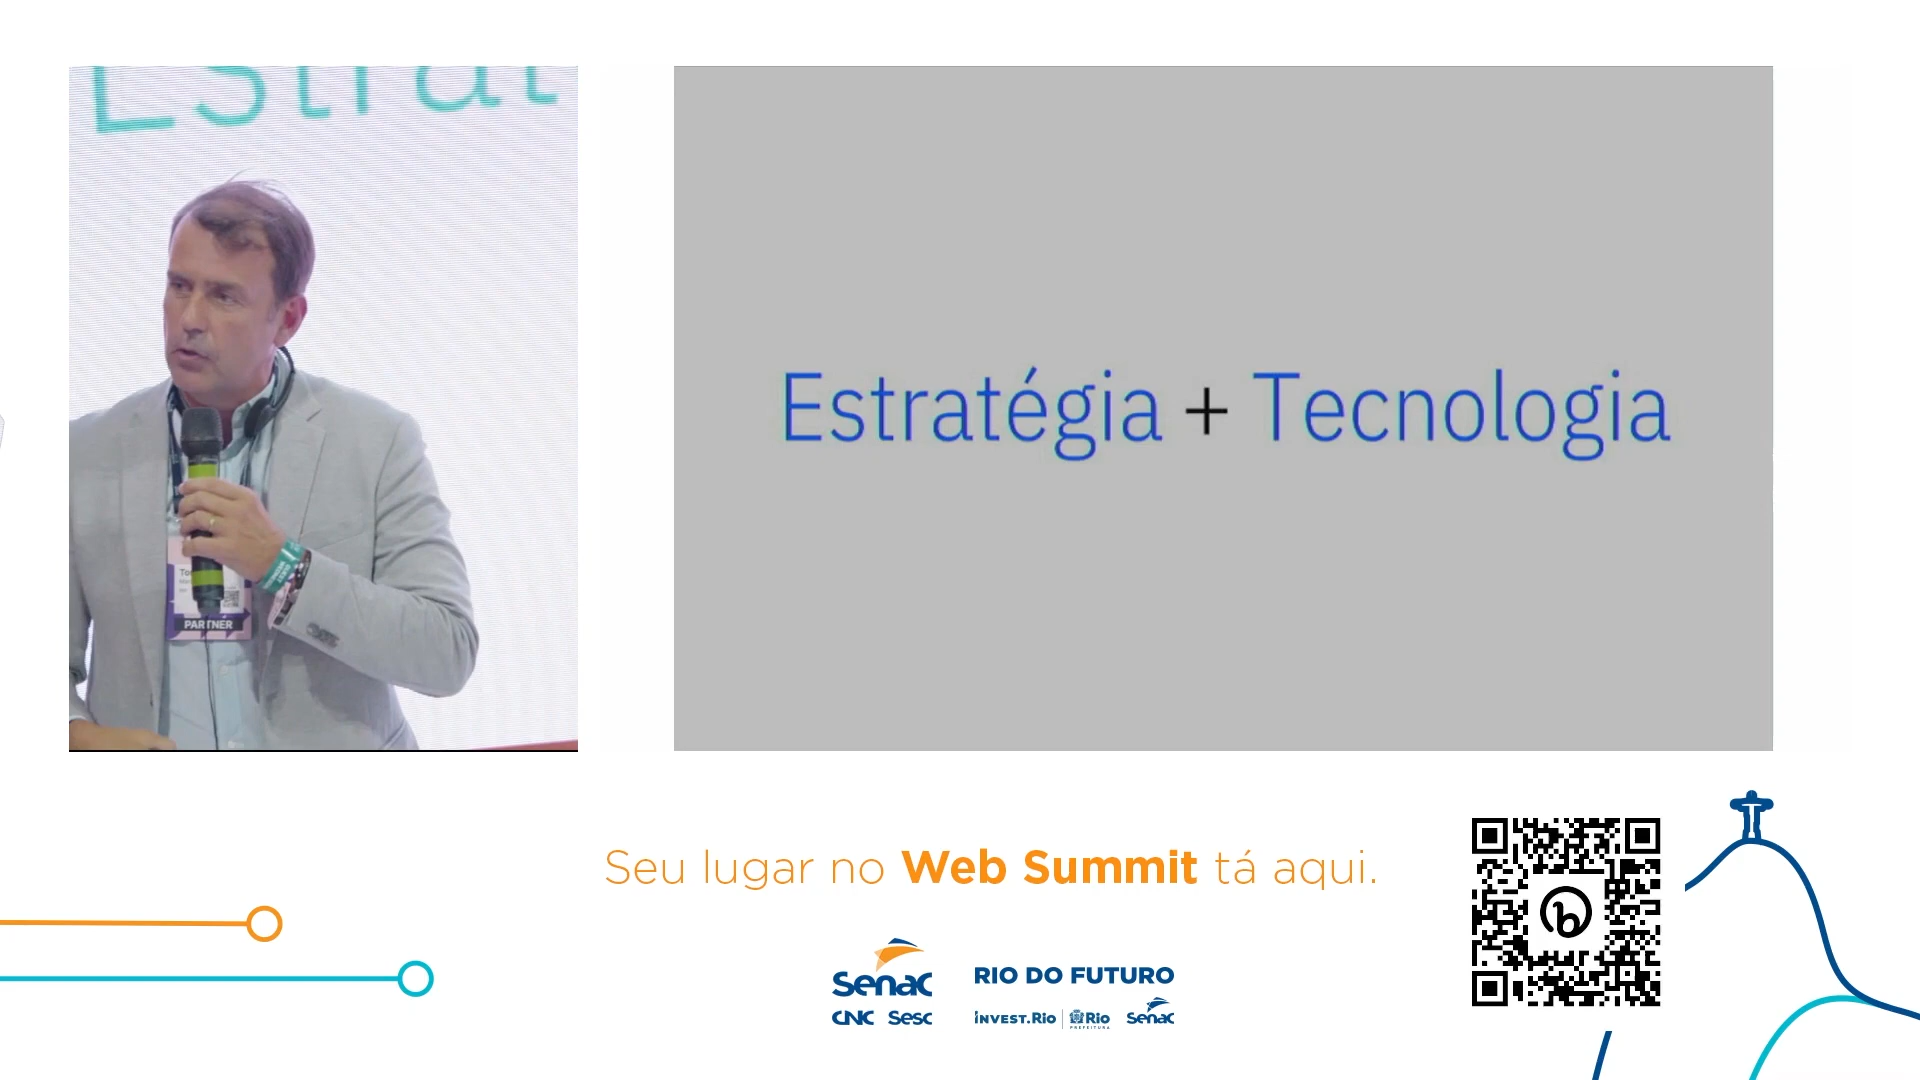 Estrat
PARTNER
Estratégia + Tecnologia
Seu lugar no Web Summit tá aqui.
Senac
CNC Sesc
RIO DO FUTURO
INVEST.Rio Rio PREFEITURA Senac
b